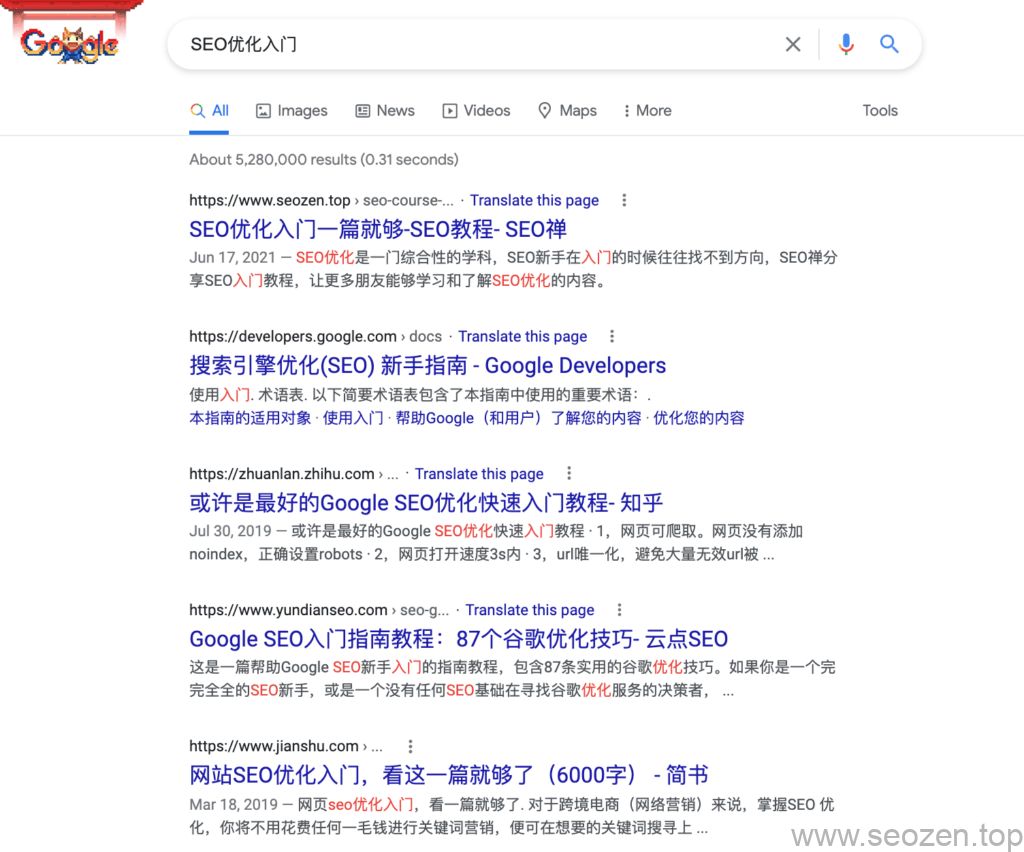 Google
SEO优化入门
All
Images
News
Videos
Maps
More
Tools
About 5,280,000 results (0.31 seconds)
https://www.seozen.top › seo-course-... · Translate this page
SEO优化入门一篇就够-SEO教程- SEO禅
Jun 17, 2021 — SEO优化是一门综合性的学科，SEO新手在入门的时候往往找不到方向，SEO禅分
享SEO入门教程，让更多朋友能够学习和了解SEO优化的内容。
https://developers.google.com › docs · Translate this page
搜索引擎优化(SEO) 新手指南 - Google Developers
使用入门. 术语表. 以下简要术语表包含了本指南中使用的重要术语：.
本指南的适用对象 · 使用入门 · 帮助Google（和用户）了解您的内容 · 优化您的内容
https://zhuanlan.zhihu.com › ... · Translate this page
或许是最好的Google SEO优化快速入门教程- 知乎
Jul 30, 2019 — 或许是最好的Google SEO优化快速入门教程 · 1，网页可爬取。网页没有添加
noindex，正确设置robots · 2，网页打开速度3s内 · 3，url唯一化，避免大量无效url被 ...
https://www.yundianseo.com › seo-g... · Translate this page
Google SEO入门指南教程：87个谷歌优化技巧- 云点SEO
这是一篇帮助Google SEO新手入门的指南教程，包含87条实用的谷歌优化技巧。如果你是一个完
完全全的SEO新手，或是一个没有任何SEO基础在寻找谷歌优化服务的决策者， ...
https://www.jianshu.com › ...
网站SEO优化入门，看这一篇就够了（6000字） - 简书
Mar 18, 2019 — 网页seo优化入门，看一篇就够了. 对于跨境电商（网络营销）来说，掌握SEO 优
化，你将不用花费任何一毛钱进行关键词营销，便可在想要的关键词搜寻上 ...
www.seozen.top